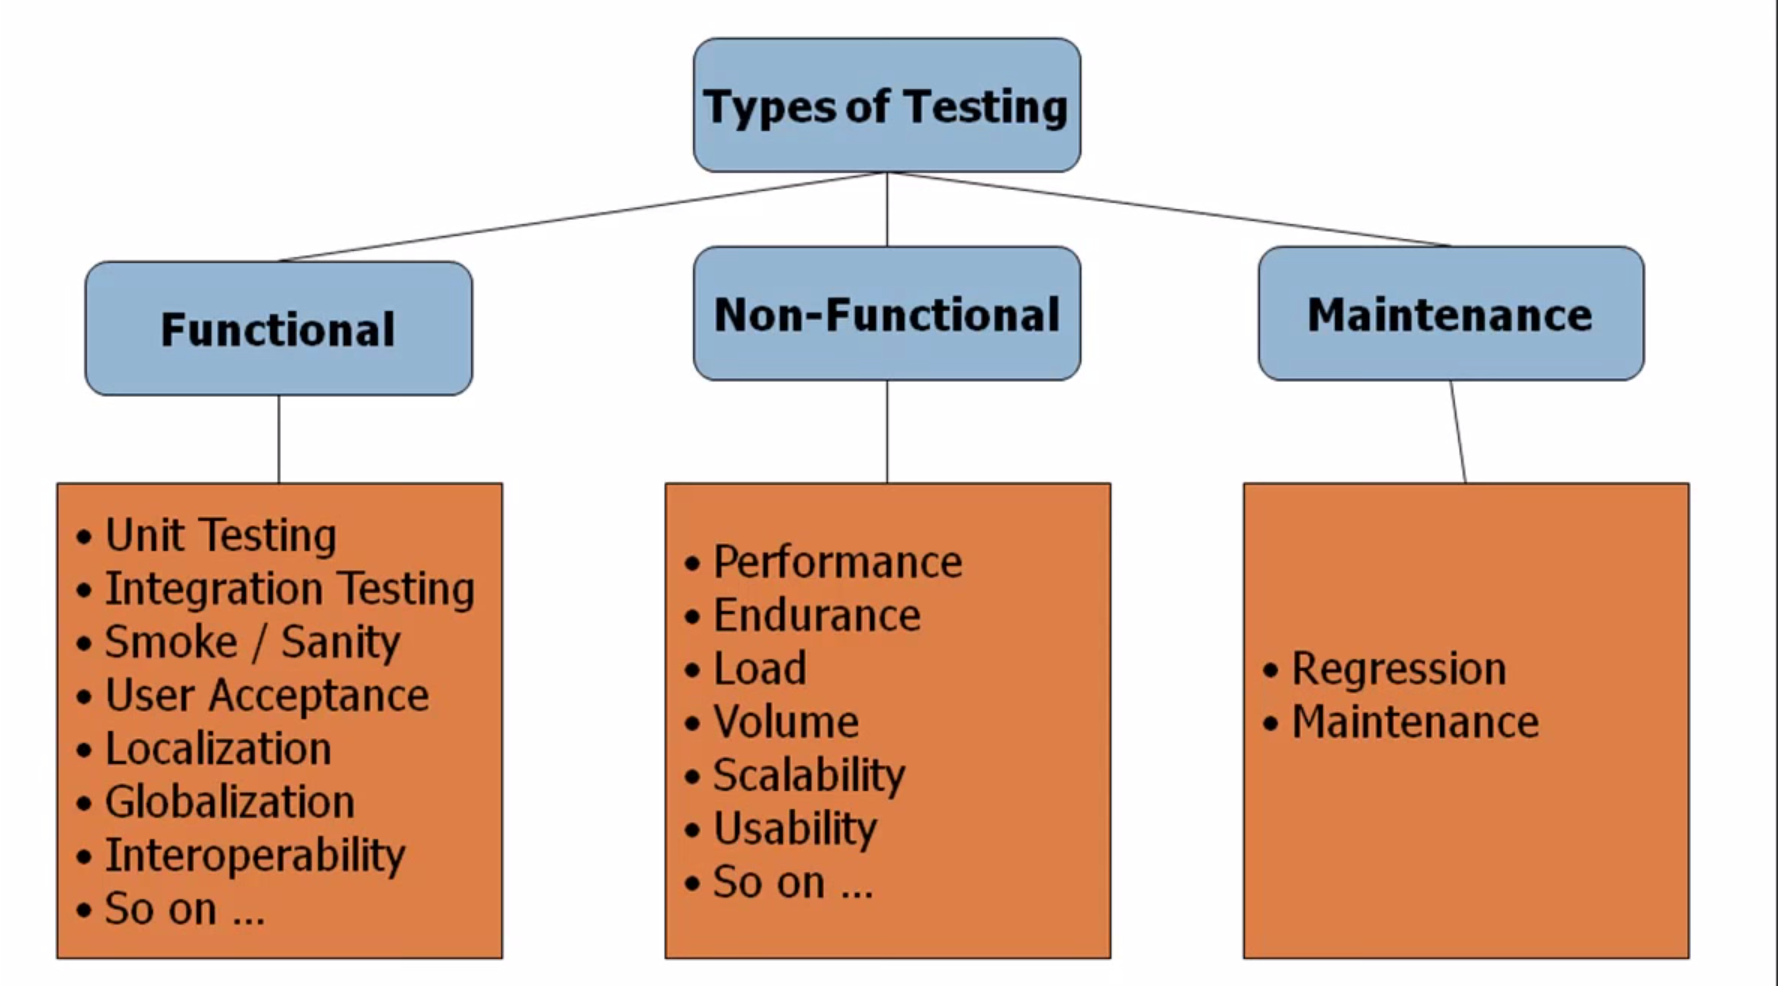 Types of Testing
Functional
Non-Functional
Maintenance
• Unit Testing
• Integration Testing
• Smoke / Sanity
• User Acceptance
• Localization
• Globalization
• Interoperability
• So on ...
• Performance
• Endurance
• Load
• Volume
• Scalability
• Usability
• So on ...
• Regression
• Maintenance